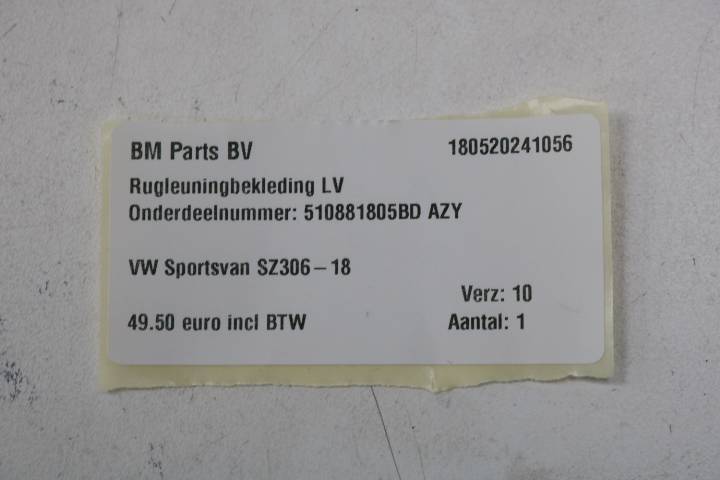 BM Parts BV 180520241056
Rugleuningbekleding LV
Onderdeelnummer: 510881805BD AZY
VW Sportsvan SZ306-18
Verz: 10
49.50 euro incl BTW Aantal: 1